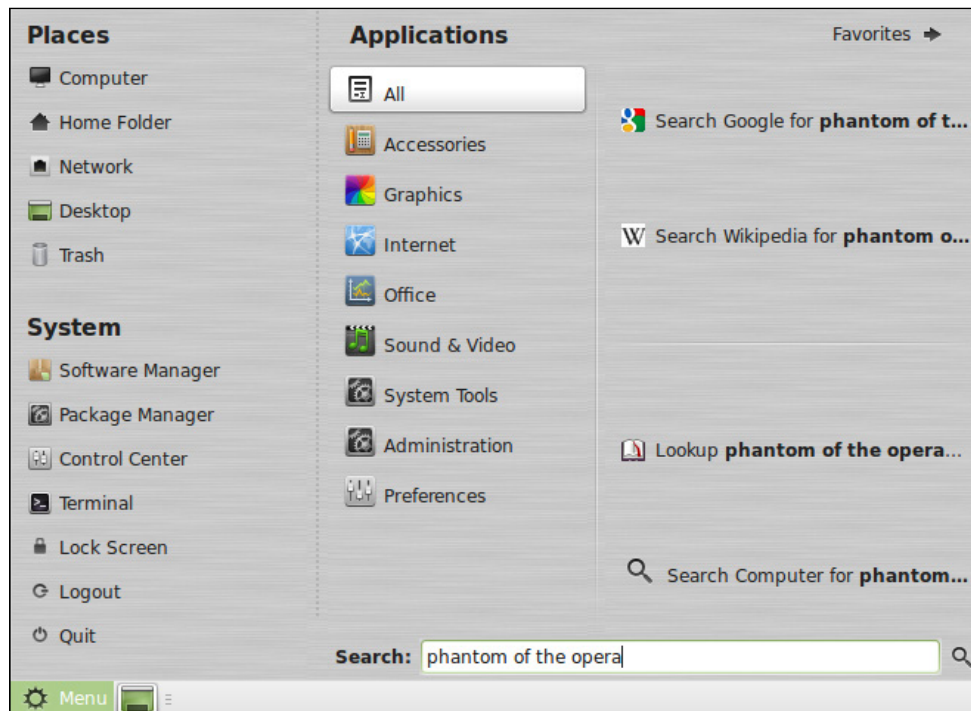 Places
Computer
Home Folder
Network
Desktop
Trash
System
Software Manager
Package Manager
Control Center
Terminal
Lock Screen
Logout
Quit
Applications
All
Accessories
Graphics
Internet
Office
Sound & Video
System Tools
Administration
Preferences
Favorites
Search Google for phantom of t...
W Search Wikipedia for phantom o...
Lookup phantom of the opera...
Search Computer for phantom...
Search: phantom of the opera
Menu